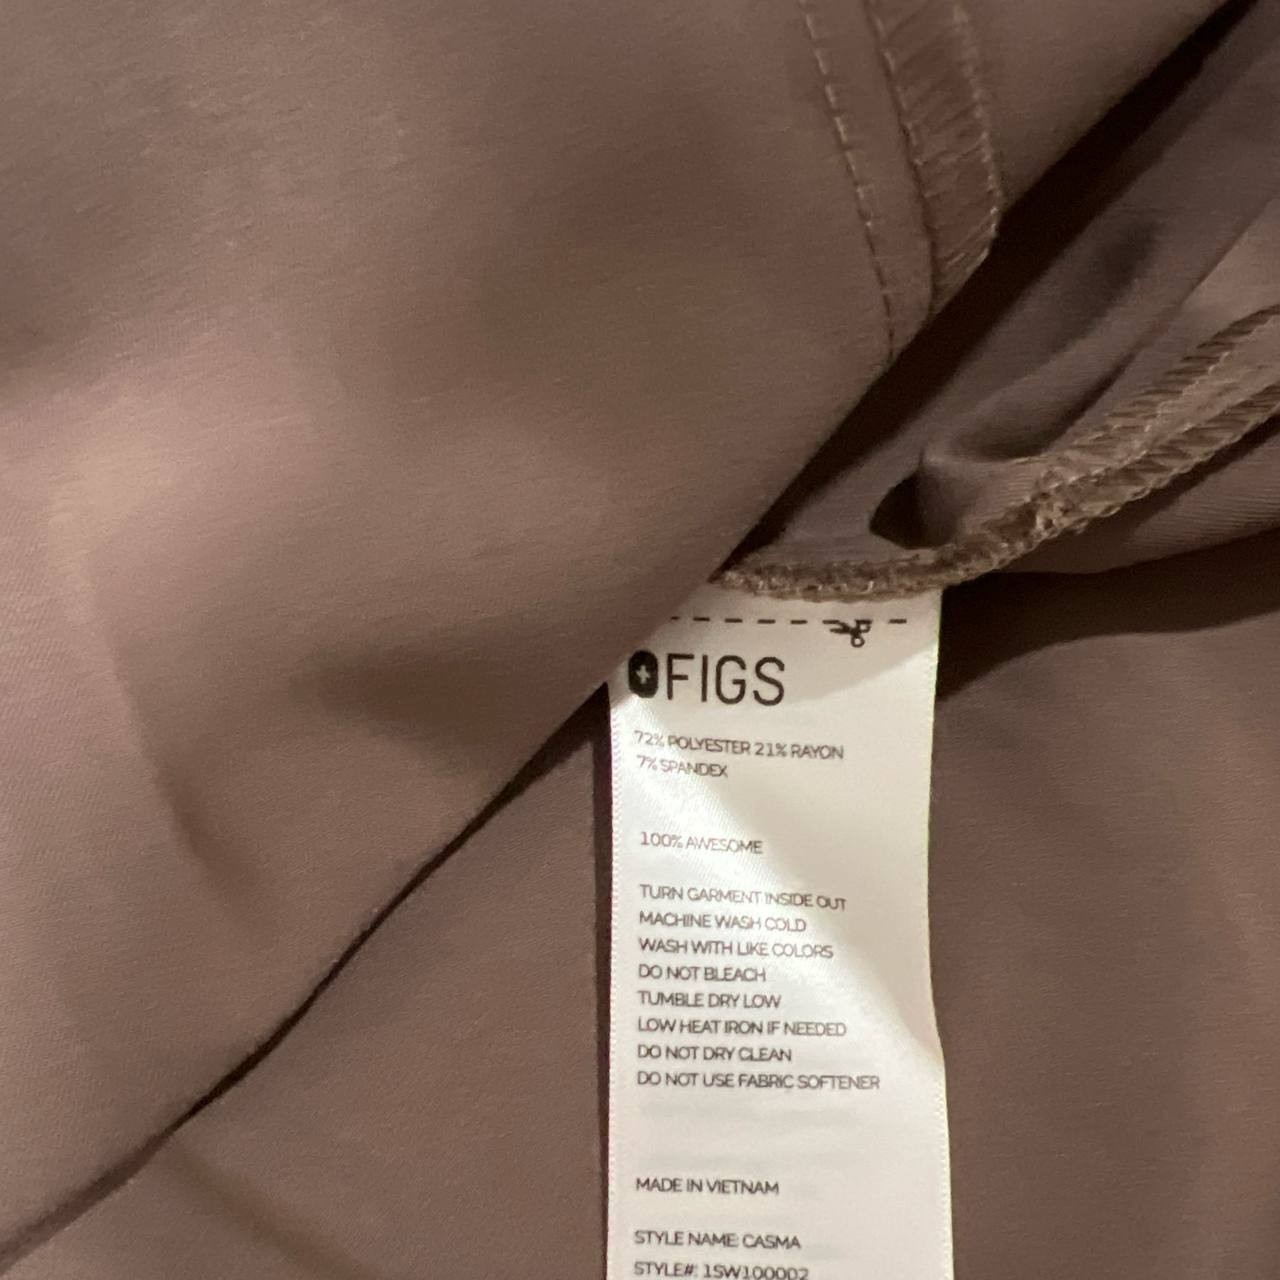 FIGS
72% POLYESTER 21% RAYON
7% SPANDEX
100% AWESOME
TURN GARMENT INSIDE OUT
MACHINE WASH COLD
WASH WITH LIKE COLORS
DO NOT BLEACH
TUMBLE DRY LOW
LOW HEAT IRON IF NEEDED
DO NOT DRY CLEAN
DO NOT USE FABRIC SOFTENER
MADE IN VIETNAM
STYLE NAME: CASMA
STYLE#: 1SW100002